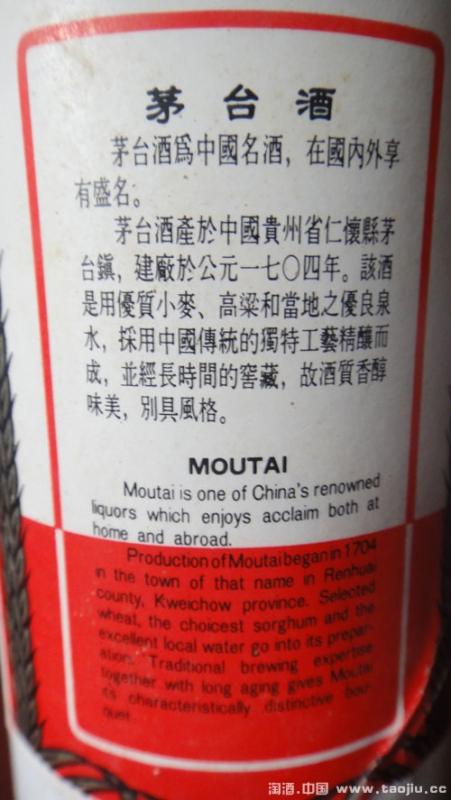 茅台酒
茅台酒爲中國名酒，在國內外享
有盛名。
茅台酒產於中國貴州省仁懷縣茅
台鎮，建廠於公元一七〇四年。該酒
是用優質小麥、高粱和當地之優良泉
水，採用中國傳統的獨特工藝精釀而
成，並經長時間的窖藏，故酒質香醇
味美，別具風格。
MOUTAI
Moutai is one of China's renowned
liquors which enjoys acclaim both at
home and abroad.
Production of Moutai began in 1704
in the town of that name in Renhuai
county, Kweichow province. Selected
wheat, the choicest sorghum and the
excellent local water go into its prepar-
ation. Traditional brewing expertise
together with long aging gives Moutai
its characteristically distinctive bou-
quet.
淘酒.中国 www.taojiu.cc